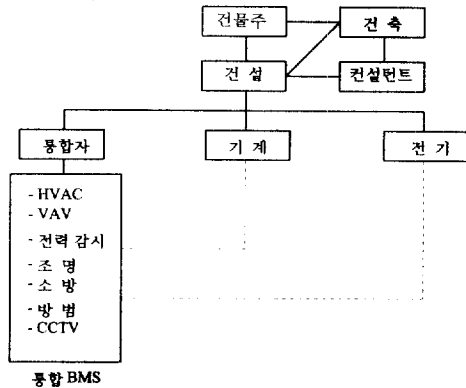 건물주
건 축
건 설
컨설턴트
통합자
기 계
전 기
- HVAC
- VAV
- 전력 감시
- 조 명
- 소 방
- 방 범
- CCTV
통합 BMS